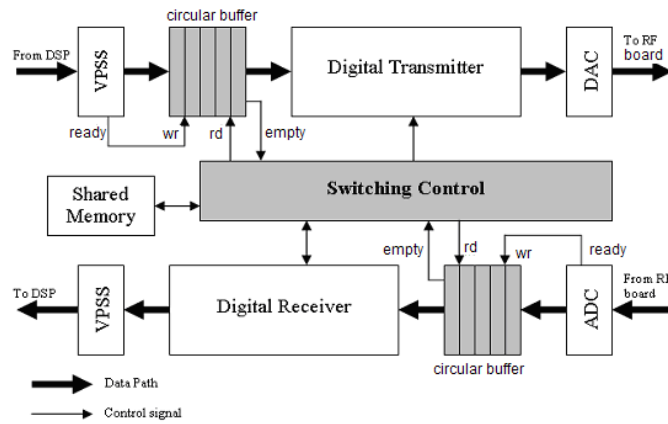 circular buffer
From DSP
VPSS
Digital Transmitter
DAC
To RF
board
ready
wr
rd
empty
Shared
Memory
Switching Control
empty
rd
wr
ready
To DSP
VPSS
Digital Receiver
ADC
From RF
board
circular buffer
Data Path
Control signal